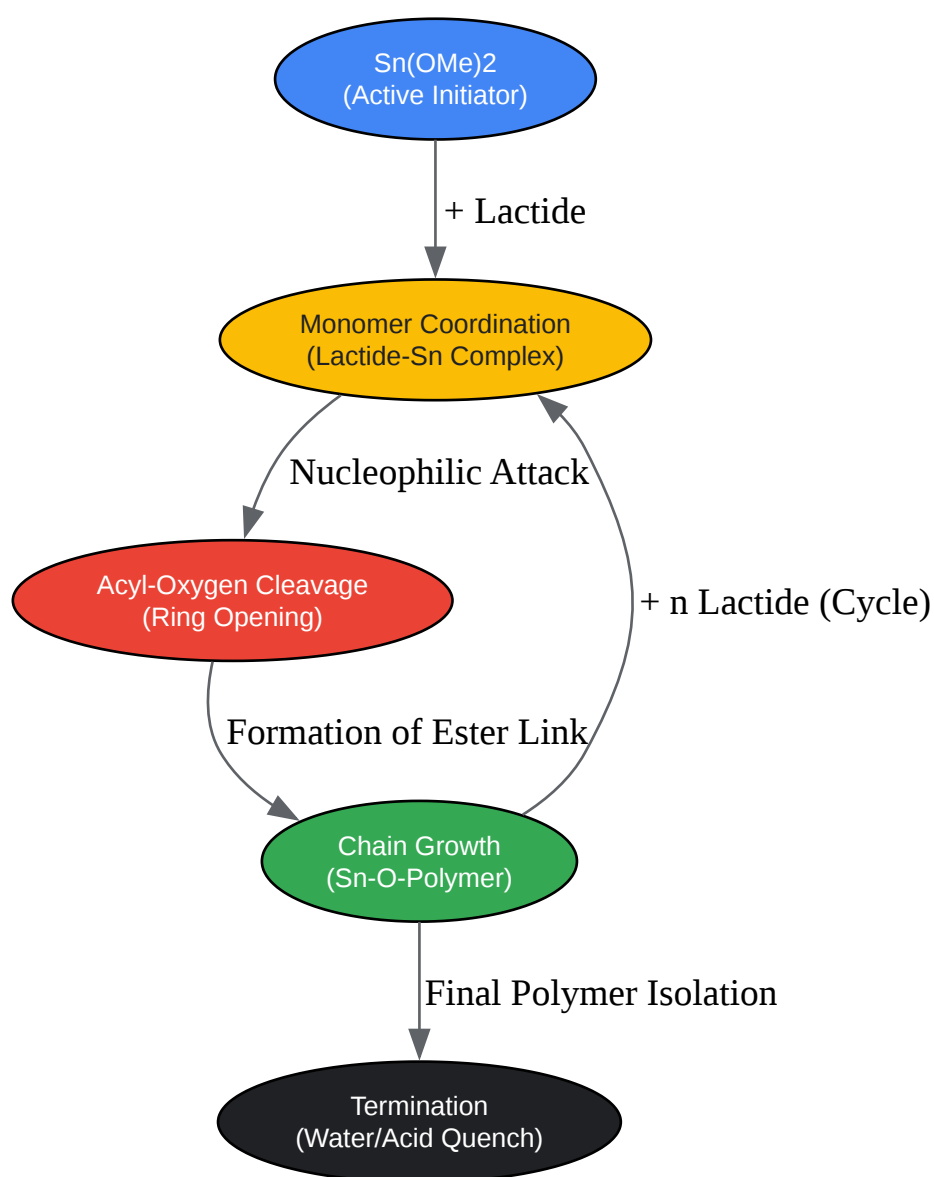 Sn(OMe)2
(Active Initiator)
+ Lactide
Monomer Coordination
(Lactide-Sn Complex)
Nucleophilic Attack
Acyl-Oxygen Cleavage
(Ring Opening)
+ n Lactide (Cycle)
Formation of Ester Link
Chain Growth
(Sn-O-Polymer)
Final Polymer Isolation
Termination
(Water/Acid Quench)